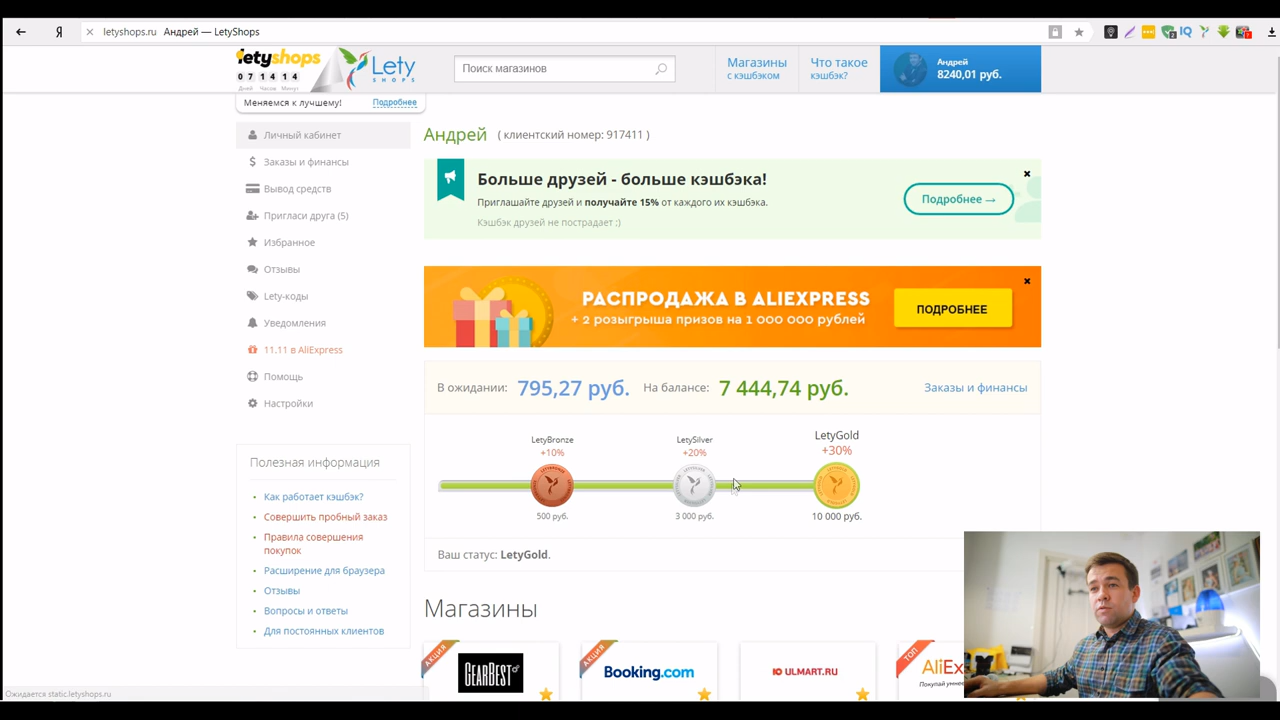 letyshops.ru Андрей — LetyShops
letyshops
07 14 14
Дней Часов Минут
Lety
SHOPS
Поиск магазинов
Магазины
с кэшбэком
Что такое
кэшбэк?
Андрей
8240,01 руб.
Меняемся к лучшему! Подробнее
Личный кабинет
Заказы и финансы
Вывод средств
Пригласи друга (5)
Избранное
Отзывы
Lety-коды
Уведомления
11.11 в AliExpress
Помощь
Настройки
Полезная информация
Как работает кэшбэк?
Совершить пробный заказ
Правила совершения
покупок
Расширение для браузера
Отзывы
Вопросы и ответы
Для постоянных клиентов
Андрей ( клиентский номер: 917411 )
Больше друзей - больше кэшбэка!
Приглашайте друзей и получайте 15% от каждого их кэшбэка.
Кэшбэк друзей не пострадает ;)
Подробнее →
РАСПРОДАЖА В ALIEXPRESS
+ 2 розыгрыша призов на 1 000 000 рублей
ПОДРОБНЕЕ
В ожидании: 795,27 руб. На балансе: 7 444,74 руб. Заказы и финансы
LetyBronze LetySilver LetyGold
+10% +20% +30%
500 руб. 3 000 руб. 10 000 руб.
Ваш статус: LetyGold.
Магазины
АКЦИЯ
GEARBEST
АКЦИЯ
Booking.com
ULMART.RU
ТОП
AliEx
Покупай умне
Ожидается static.letyshops.ru